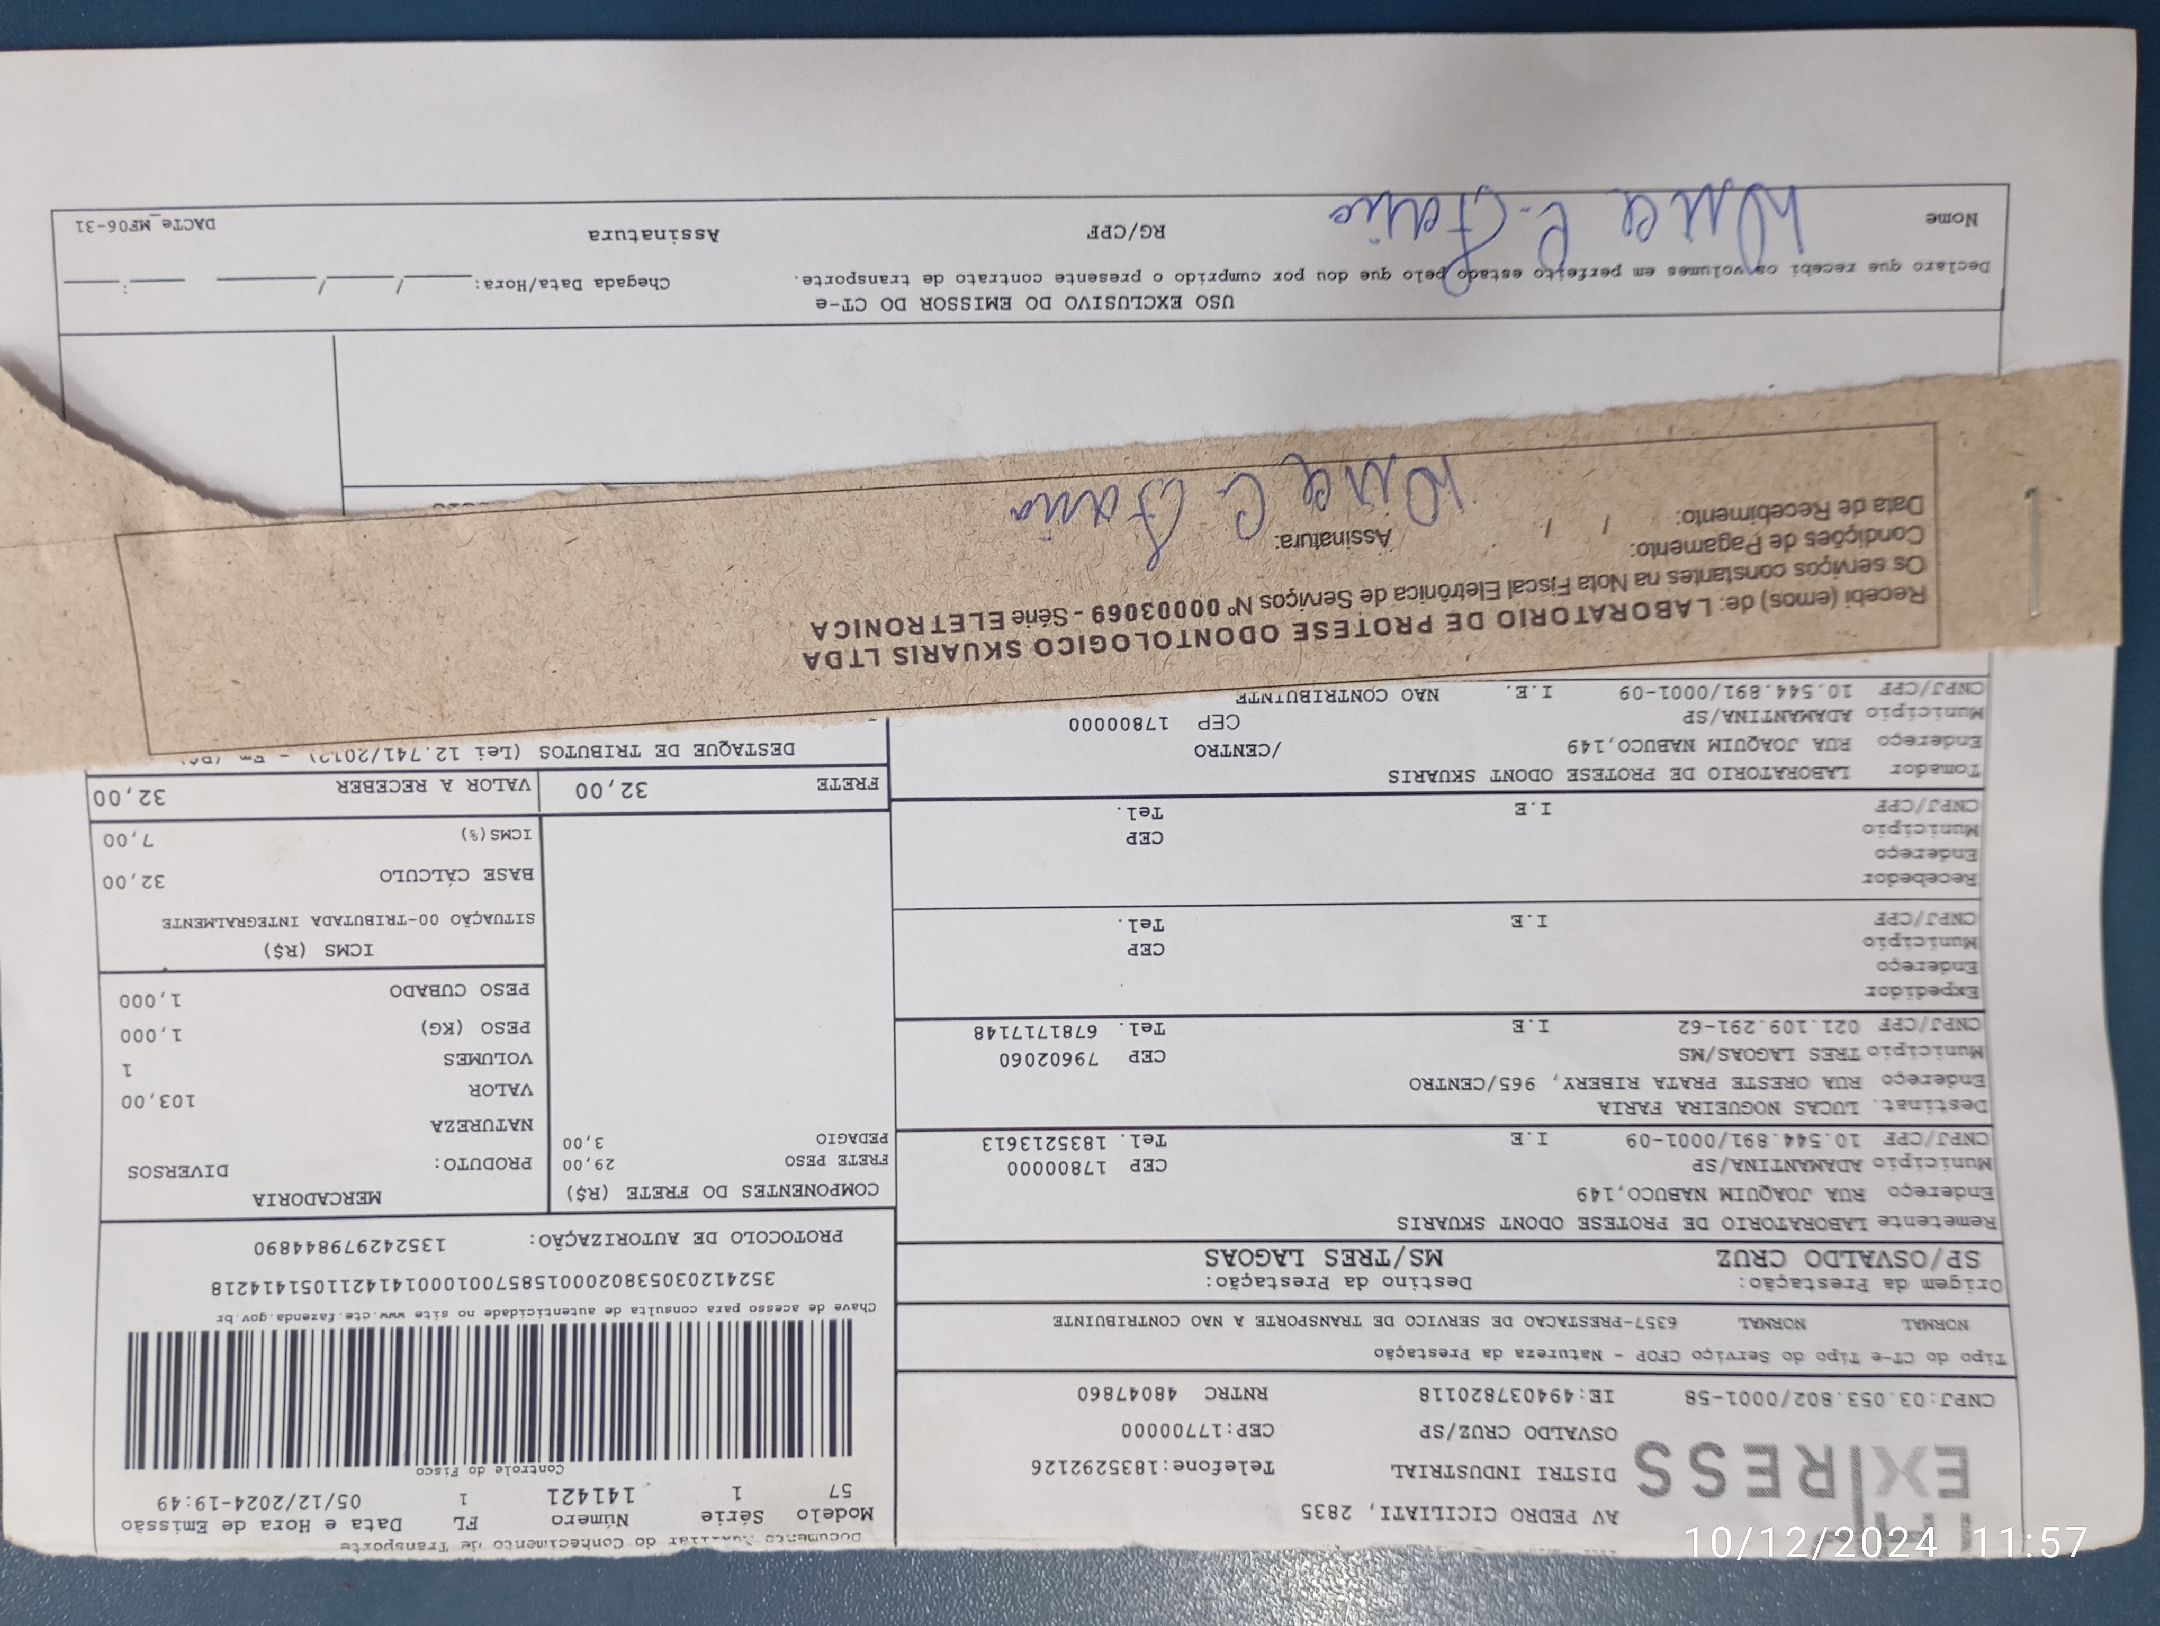 Documento Auxiliar do Conhecimento de Transporte
EXPRESS
AV PEDRO CICILIATI, 2835
DISTRI INDUSTRIAL Telefone:1835292126
OSVALDO CRUZ/SP CEP:17700000
CNPJ:03.053.802/0001-58 IE:494037820118 RNTRC 48047860
Modelo Série Número FL Data e Hora de Emissão
57 1 141421 1 05/12/2024-19:49
Controle do Fisco
Chave de acesso para consulta de autenticidade no site www.cte.fazenda.gov.br
35241203053802000158570010001414211051414218
PROTOCOLO DE AUTORIZAÇÃO: 135242979844890
Tipo do CT-e Tipo do Serviço CFOP - Natureza da Prestação
NORMAL NORMAL 6357-PRESTACAO DE SERVICO DE TRANSPORTE A NAO CONTRIBUINTE
Origem da Prestação: Destino da Prestação:
SP/OSVALDO CRUZ MS/TRES LAGOAS
Remetente LABORATORIO DE PROTESE ODONT SKUARIS
Endereço RUA JOAQUIM NABUCO,149
Município ADAMANTINA/SP CEP 17800000
CNPJ/CPF 10.544.891/0001-09 I.E Tel. 1835213613
Destinat. LUCAS NOGUEIRA FARIA
Endereço RUA ORESTE PRATA RIBERY, 965/CENTRO
Município TRES LAGOAS/MS CEP 79602060
CNPJ/CPF 021.109.291-62 I.E Tel. 6781717148
Expedidor
Endereço
Município CEP
CNPJ/CPF I.E Tel.
Recebedor
Endereço
Município CEP
CNPJ/CPF I.E Tel.
Tomador LABORATORIO DE PROTESE ODONT SKUARIS
Endereço RUA JOAQUIM NABUCO,149 /CENTRO
Município ADAMANTINA/SP CEP 17800000
CNPJ/CPF 10.544.891/0001-09 I.E. NAO CONTRIBUINTE
COMPONENTES DO FRETE (R$)
FRETE PESO 29,00
PEDAGIO 3,00
MERCADORIA
PRODUTO: DIVERSOS
NATUREZA
VALOR 103,00
VOLUMES 1
PESO (KG) 1,000
PESO CUBADO 1,000
ICMS (R$)
SITUAÇÃO 00-TRIBUTADA INTEGRALMENTE
BASE CÁLCULO 32,00
ICMS(%) 7,00
FRETE 32,00 VALOR A RECEBER 32,00
DESTAQUE DE TRIBUTOS (Lei 12.741/2012) - Em (R$)
Recebi (emos) de: LABORATORIO DE PROTESE ODONTOLOGICO SKUARIS LTDA
Os serviços constantes na Nota Fiscal Eletrônica de Serviços Nº 00003069 - Série ELETRONICA
Condições de Pagamento:
Data de Recebimento: / / Assinatura:
USO EXCLUSIVO DO EMISSOR DO CT-e
Declaro que recebi os volumes em perfeito estado pelo que dou por cumprido o presente contrato de transporte.
Chegada Data/Hora: ____/____/____ ___:___
Nome RG/CPF Assinatura DACTe_MF06-31
10/12/2024 11:57